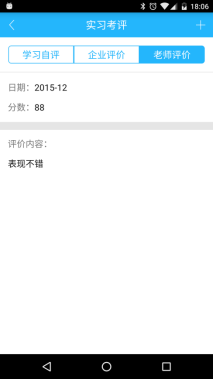 18:06
实习考评
学习自评 企业评价 老师评价
日期：2015-12
分数：88
评价内容：
表现不错